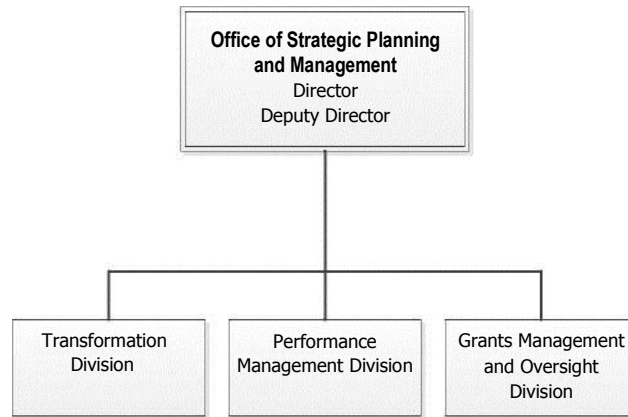 Office of Strategic Planning
and Management
Director
Deputy Director
Transformation
Division
Performance
Management Division
Grants Management
and Oversight
Division